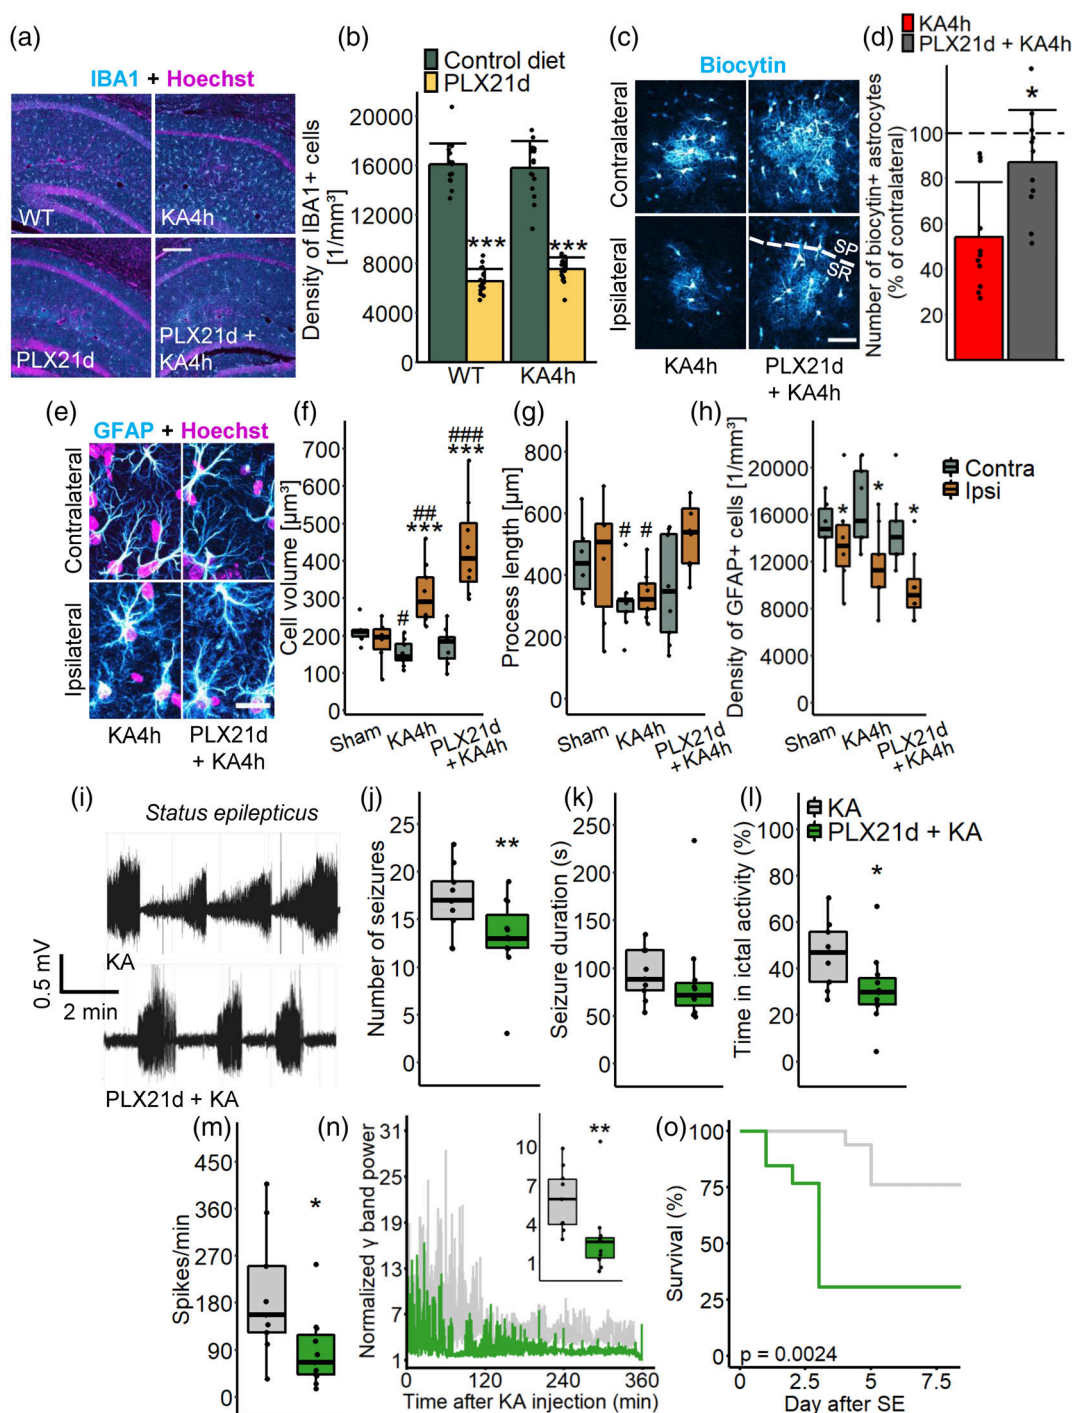 (a)
IBA1 + Hoechst
WT
KA4h
PLX21d
PLX21d +
KA4h
(b)
Control diet
PLX21d
Density of IBA1+ cells
[1/mm³]
20000
16000
12000
8000
4000
0
***
***
WT
KA4h
(c)
Biocytin
Contralateral
Ipsilateral
SP
SR
KA4h
PLX21d
+ KA4h
(d)
KA4h
PLX21d + KA4h
Number of biocytin+ astrocytes
(% of contralateral)
100
80
60
40
20
*
(e)
GFAP + Hoechst
Contralateral
Ipsilateral
KA4h
PLX21d
+ KA4h
(f)
Cell volume [µm³]
700
600
500
400
300
200
100
0
#
##
***
###
***
Sham
KA4h
PLX21d
+KA4h
(g)
Process length [µm]
800
600
400
200
0
#
#
Sham
KA4h
PLX21d
+KA4h
(h)
Density of GFAP+ cells [1/mm³]
20000
16000
12000
8000
4000
0
*
*
*
Sham
KA4h
PLX21d
+KA4h
Contra
Ipsi
(i)
Status epilepticus
KA
0.5 mV
2 min
PLX21d + KA
(j)
Number of seizures
25
20
15
10
5
0
**
(k)
Seizure duration (s)
250
200
150
100
50
0
(l)
KA
PLX21d + KA
Time in ictal activity (%)
100
80
60
40
20
0
*
(m)
Spikes/min
450
360
270
180
90
0
*
(n)
Normalized γ band power
31
25
19
13
7
1
10
7
4
1
**
0
120
240
360
Time after KA injection (min)
(o)
Survival (%)
100
75
50
25
0
p = 0.0024
0
2.5
5
7.5
Day after SE